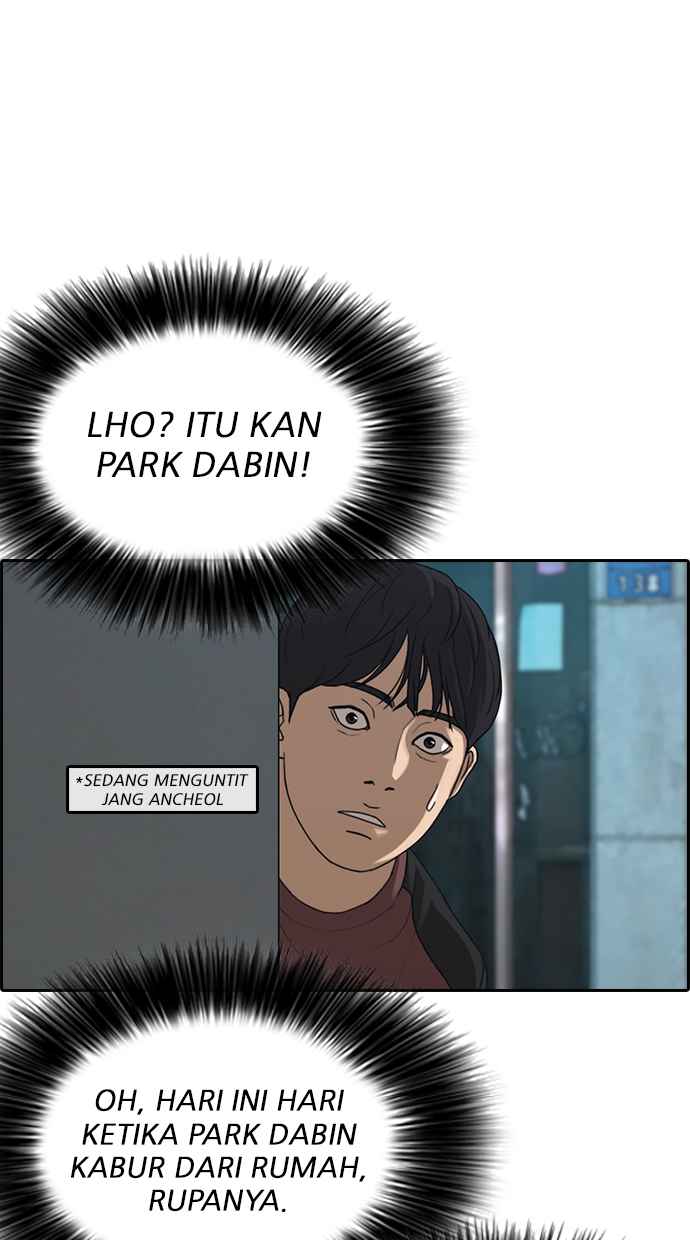 LHO? ITU KAN
PARK DABIN!
138
*SEDANG MENGUNTIT
JANG ANCHEOL
OH, HARI INI HARI
KETIKA PARK DABIN
KABUR DARI RUMAH,
RUPANYA.